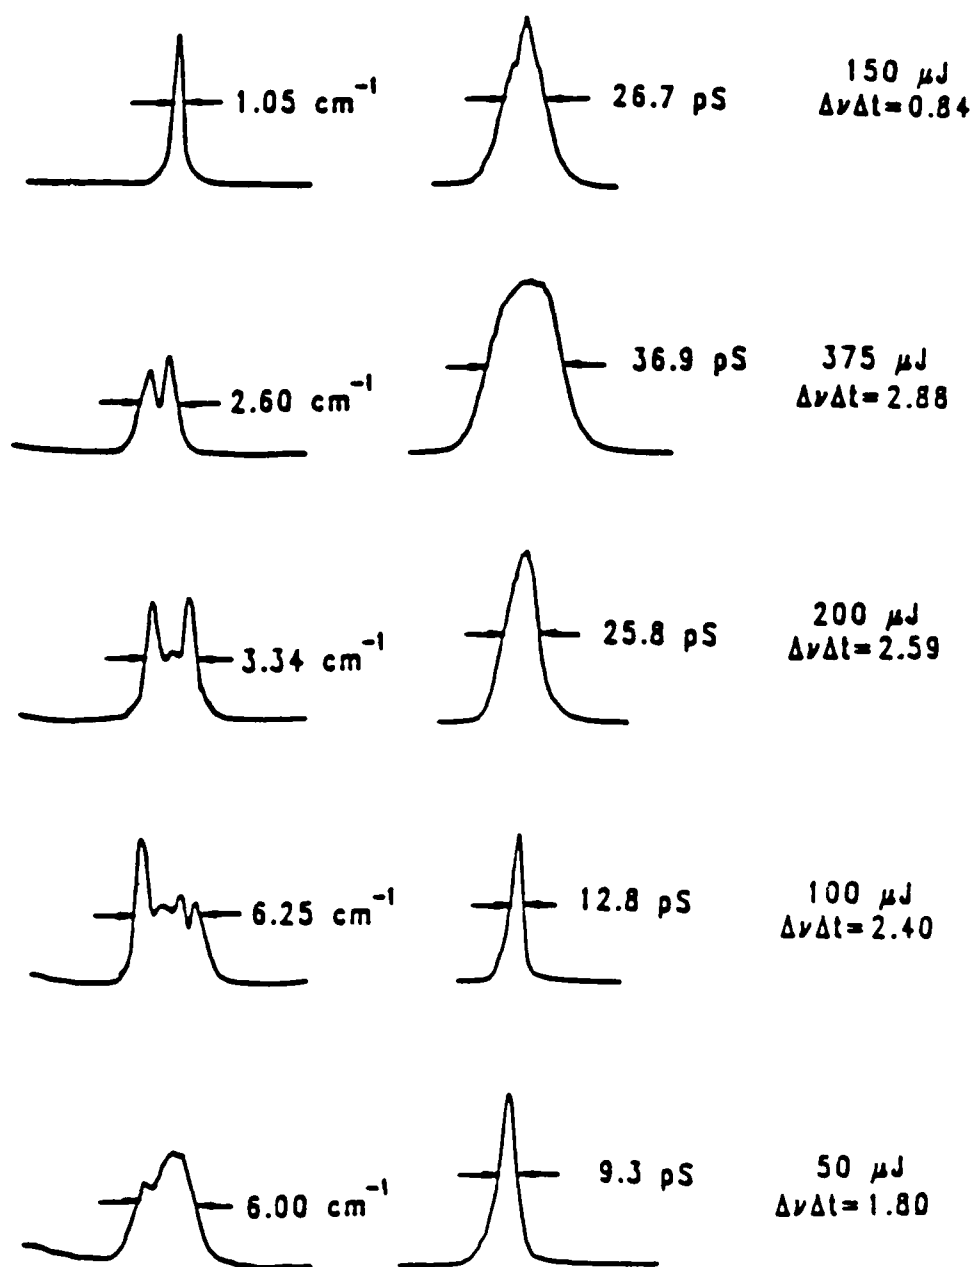 1.05 cm⁻¹
26.7 pS
150 μJ
ΔνΔt=0.84
2.60 cm⁻¹
36.9 pS
375 μJ
ΔνΔt=2.88
3.34 cm⁻¹
25.8 pS
200 μJ
ΔνΔt=2.59
6.25 cm⁻¹
12.8 pS
100 μJ
ΔνΔt=2.40
6.00 cm⁻¹
9.3 pS
50 μJ
ΔνΔt=1.80